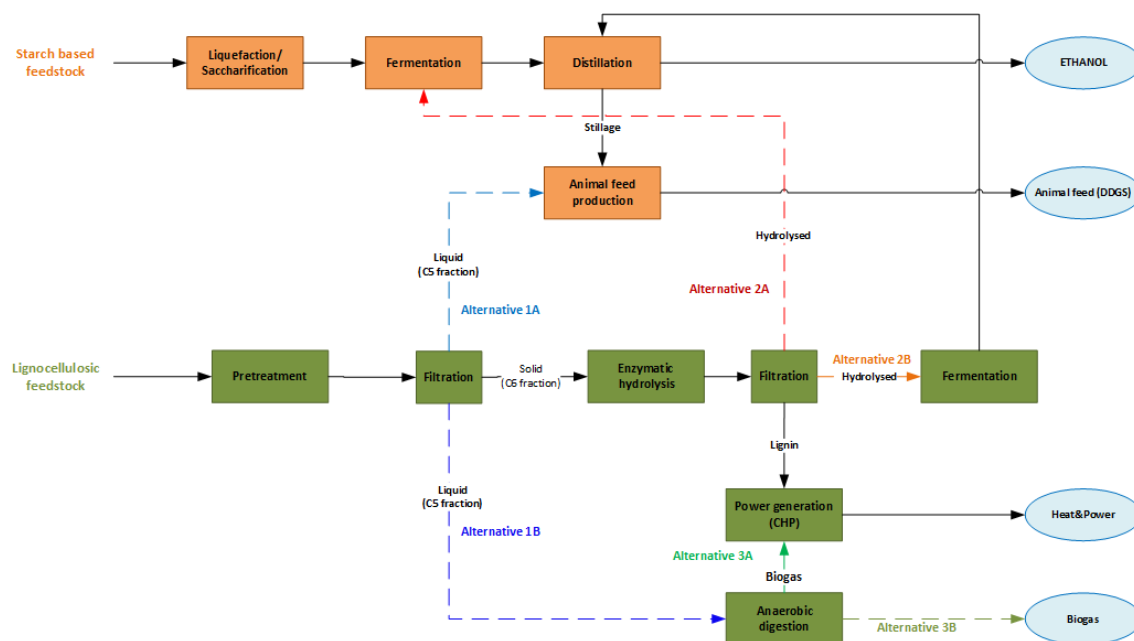 Starch based
feedstock
Liquefaction/
Saccharification
Fermentation
Distillation
ETHANOL
Stillage
Animal feed
production
Animal feed (DDGS)
Hydrolysed
Liquid
(C5 fraction)
Alternative 2A
Alternative 1A
Lignocellulosic
feedstock
Pretreatment
Filtration
Solid
(C6 fraction)
Enzymatic
hydrolysis
Filtration
Alternative 2B
Hydrolysed
Fermentation
Lignin
Liquid
(C5 fraction)
Alternative 1B
Power generation
(CHP)
Heat&Power
Alternative 3A
Biogas
Anaerobic
digestion
Alternative 3B
Biogas